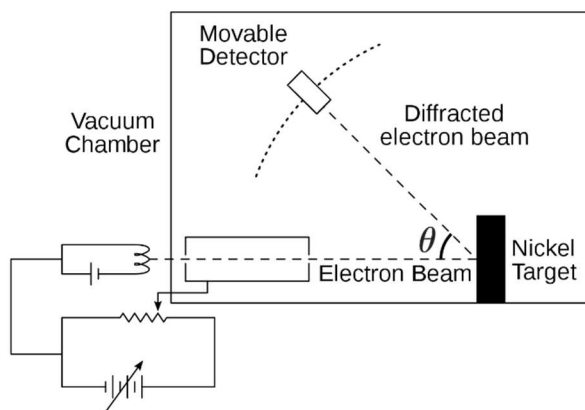 Movable
Detector
Vacuum
Chamber
Diffracted
electron beam
θ
Electron Beam
Nickel
Target